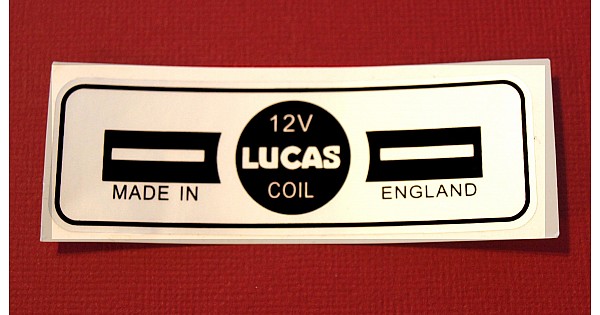 12V
LUCAS
COIL
MADE IN
ENGLAND